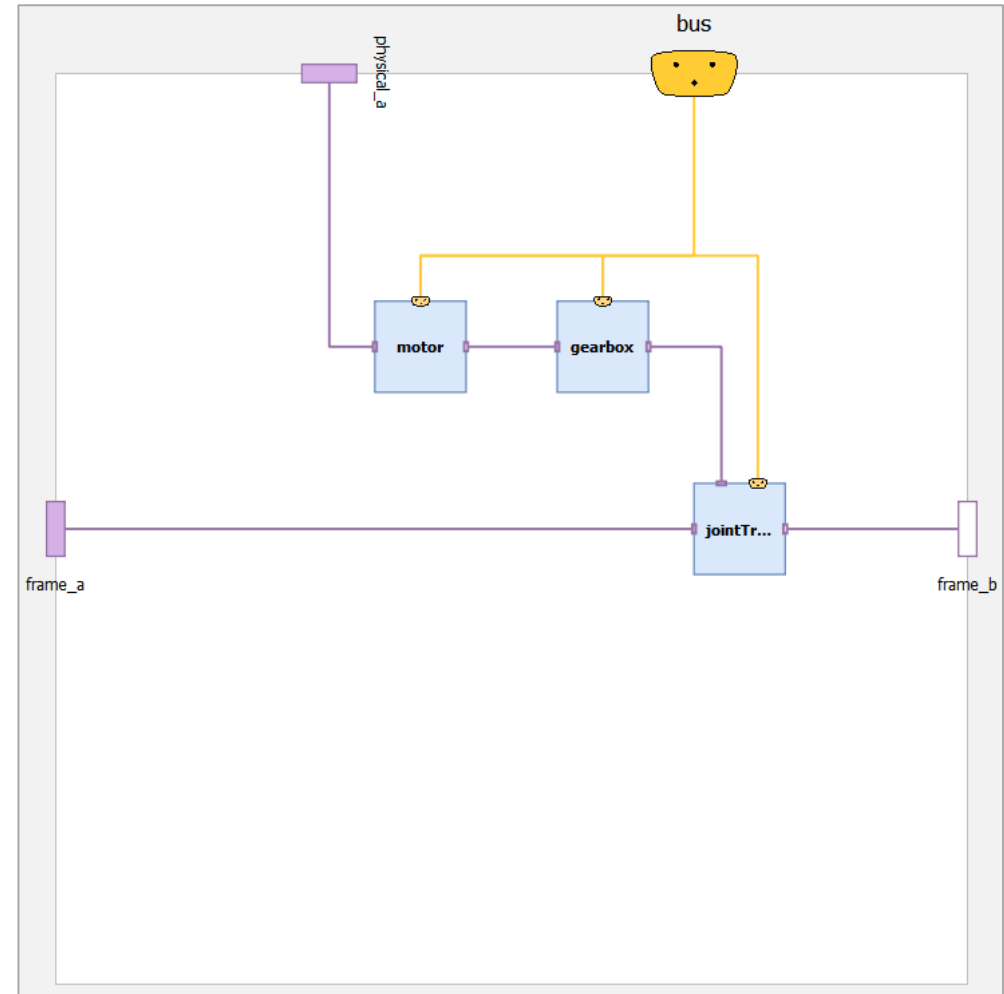 bus
physical_a
motor
gearbox
jointTr...
frame_a
frame_b